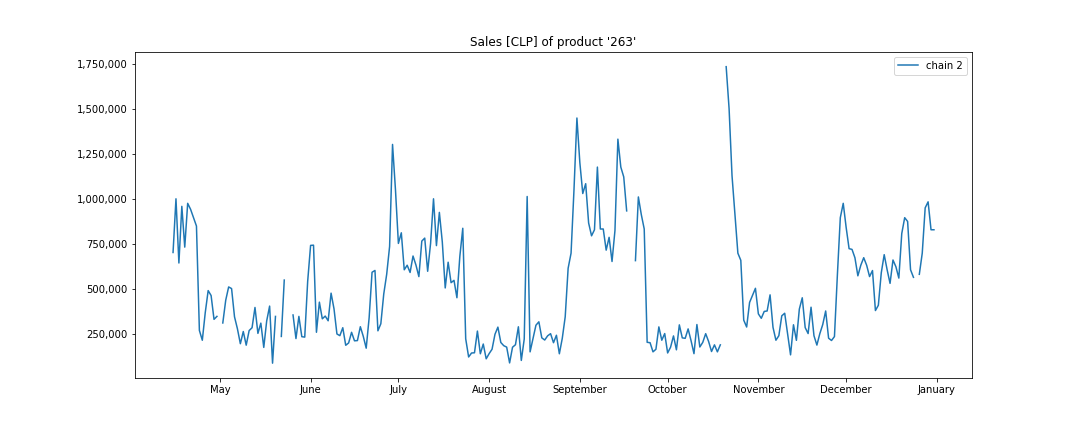 Sales [CLP] of product '263'
chain 2
1,750,000
1,500,000
1,250,000
1,000,000
750,000
500,000
250,000
May June July August September October November December January